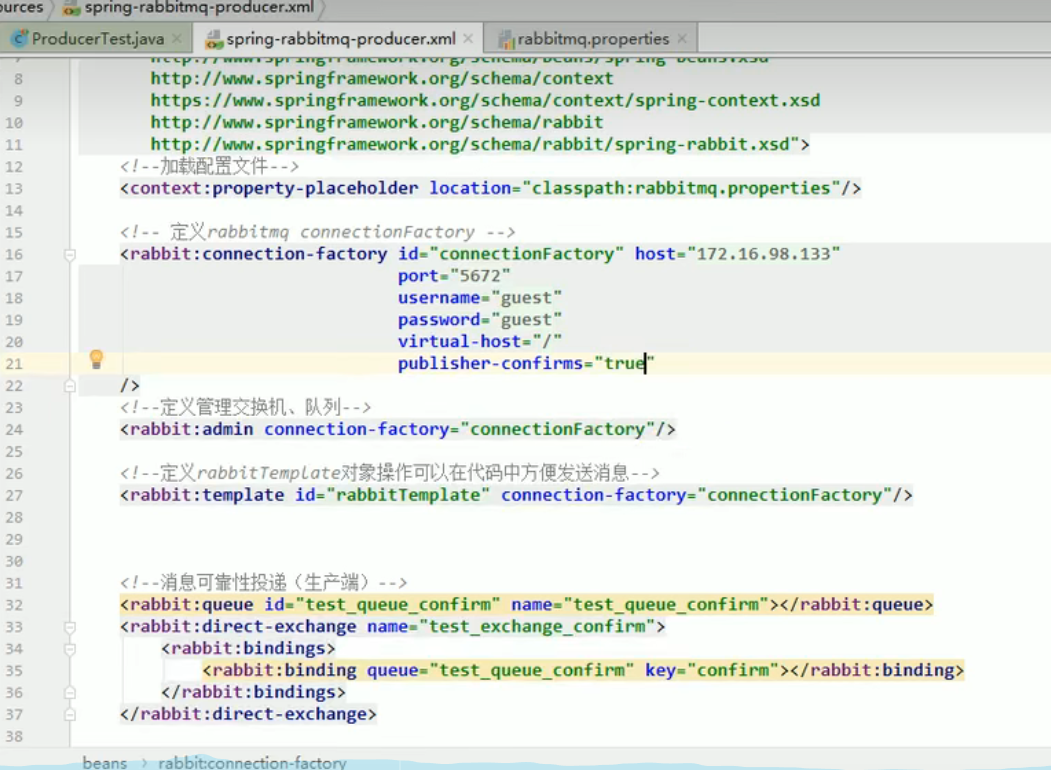 ources spring-rabbitmq-producer.xml
ProducerTest.java × spring-rabbitmq-producer.xml × rabbitmq.properties ×
7 http://www.springframework.org/schema/beans/spring-beans.xsd
8 http://www.springframework.org/schema/context
9 https://www.springframework.org/schema/context/spring-context.xsd
10 http://www.springframework.org/schema/rabbit
11 http://www.springframework.org/schema/rabbit/spring-rabbit.xsd">
12 <!--加载配置文件-->
13 <context:property-placeholder location="classpath:rabbitmq.properties"/>
14
15 <!-- 定义rabbitmq connectionFactory -->
16 <rabbit:connection-factory id="connectionFactory" host="172.16.98.133"
17 port="5672"
18 username="guest"
19 password="guest"
20 virtual-host="/"
21 publisher-confirms="true"
22 />
23 <!--定义管理交换机、队列-->
24 <rabbit:admin connection-factory="connectionFactory"/>
25
26 <!--定义rabbitTemplate对象操作可以在代码中方便发送消息-->
27 <rabbit:template id="rabbitTemplate" connection-factory="connectionFactory"/>
28
29
30
31 <!--消息可靠性投递（生产端）-->
32 <rabbit:queue id="test_queue_confirm" name="test_queue_confirm"></rabbit:queue>
33 <rabbit:direct-exchange name="test_exchange_confirm">
34 <rabbit:bindings>
35 <rabbit:binding queue="test_queue_confirm" key="confirm"></rabbit:binding>
36 </rabbit:bindings>
37 </rabbit:direct-exchange>
38
beans › rabbit:connection-factory